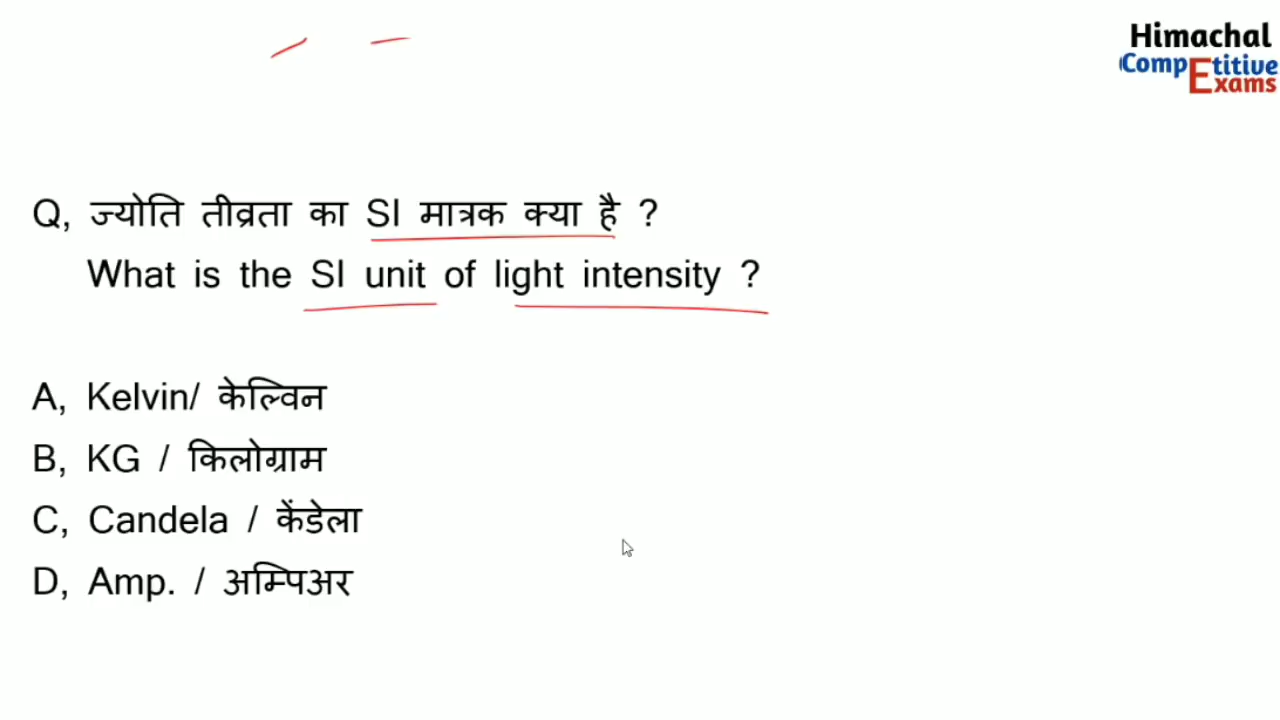 Himachal
CompEtitive
Exams
Q, ज्योति तीव्रता का SI मात्रक क्या है ?
What is the SI unit of light intensity ?
A, Kelvin/ केल्विन
B, KG / किलोग्राम
C, Candela / केंडेला
D, Amp. / अम्पिअर